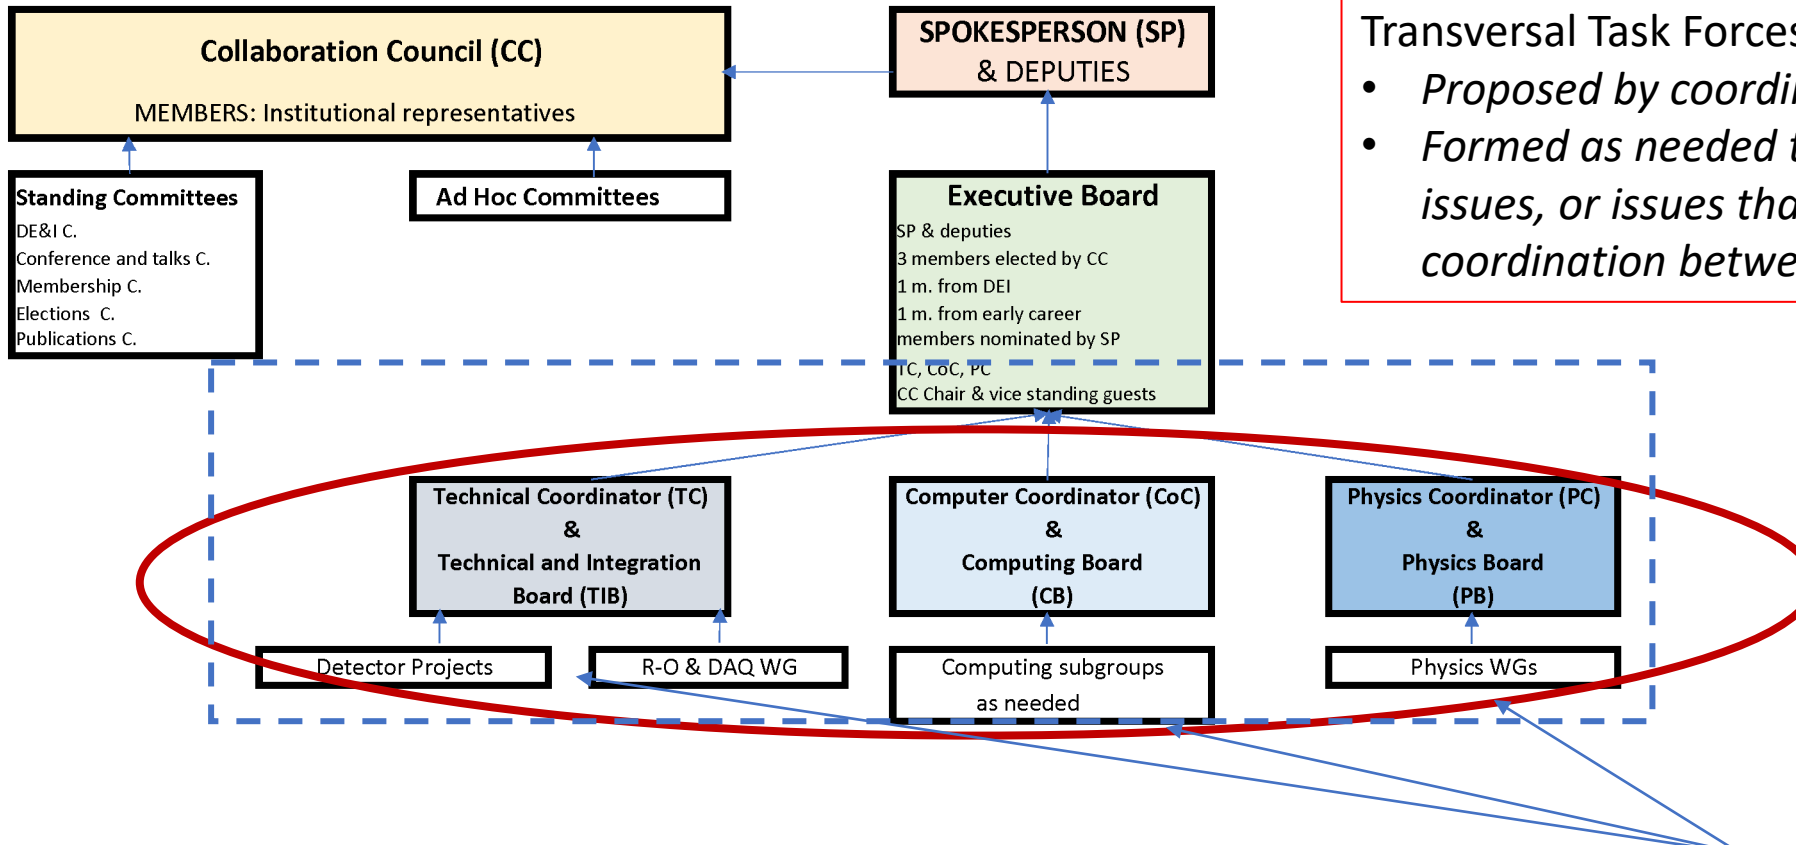 Collaboration Council (CC)
MEMBERS: Institutional representatives
SPOKESPERSON (SP)
& DEPUTIES
Transversal Task Forces
• Proposed by coordi
• Formed as needed
issues, or issues tha
coordination betwe
Standing Committees
DE&I C.
Conference and talks C.
Membership C.
Elections C.
Publications C.
Ad Hoc Committees
Executive Board
SP & deputies
3 members elected by CC
1 m. from DEI
1 m. from early career
members nominated by SP
TC, CoC, PC
CC Chair & vice standing guests
Technical Coordinator (TC)
&
Technical and Integration
Board (TIB)
Computer Coordinator (CoC)
&
Computing Board
(CB)
Physics Coordinator (PC)
&
Physics Board
(PB)
Detector Projects
R-O & DAQ WG
Computing subgroups
as needed
Physics WGs